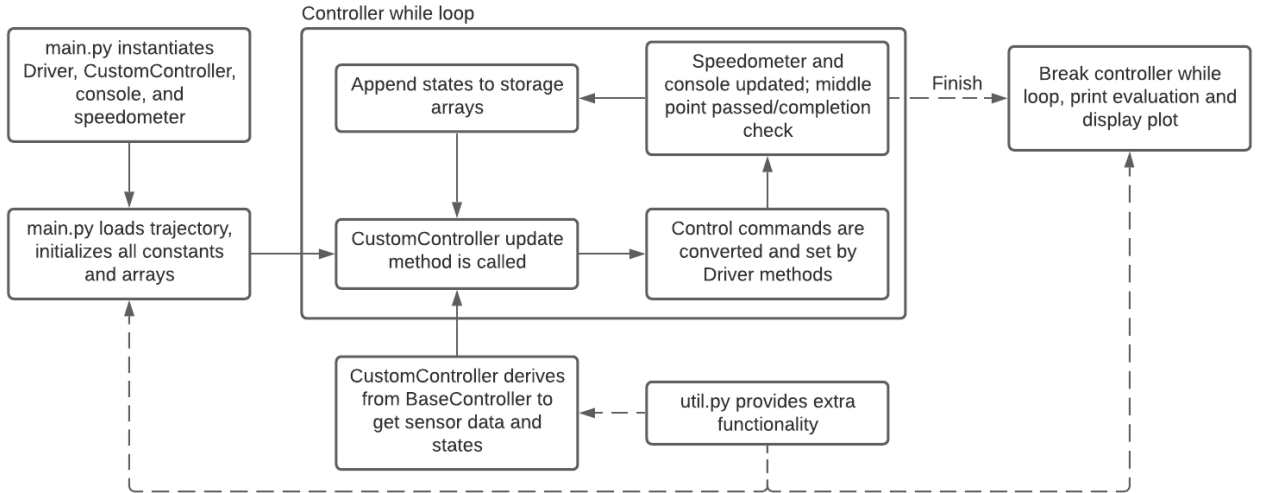 Controller while loop
main.py instantiates
Driver, CustomController,
console, and
speedometer
Append states to storage
arrays
Speedometer and
console updated; middle
point passed/completion
check
Finish
Break controller while
loop, print evaluation and
display plot
main.py loads trajectory,
initializes all constants
and arrays
CustomController update
method is called
Control commands are
converted and set by
Driver methods
CustomController derives
from BaseController to
get sensor data and
states
util.py provides extra
functionality